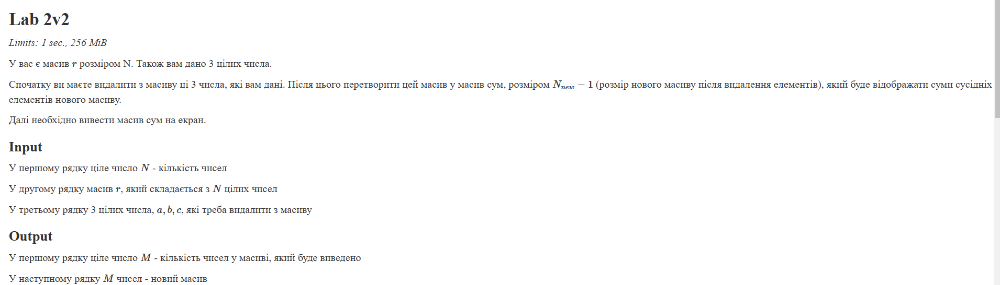 Lab 2v2
Limits: 1 sec., 256 MiB
У вас є масив r розміром N. Також вам дано 3 цілих числа.
Спочатку ви маєте видалити з масиву ці 3 числа, які вам дані. Після цього перетворити цей масив у масив сум, розміром N_new − 1 (розмір нового масиву після видалення елементів), який буде відображати суми сусідніх
елементів нового масиву.
Далі необхідно вивести масив сум на екран.
Input
У першому рядку ціле число N - кількість чисел
У другому рядку масив r, який складається з N цілих чисел
У третьому рядку 3 цілих числа, a, b, c, які треба видалити з масиву
Output
У першому рядку ціле число M - кількість чисел у масиві, який буде виведено
У наступному рядку M чисел - новий масив